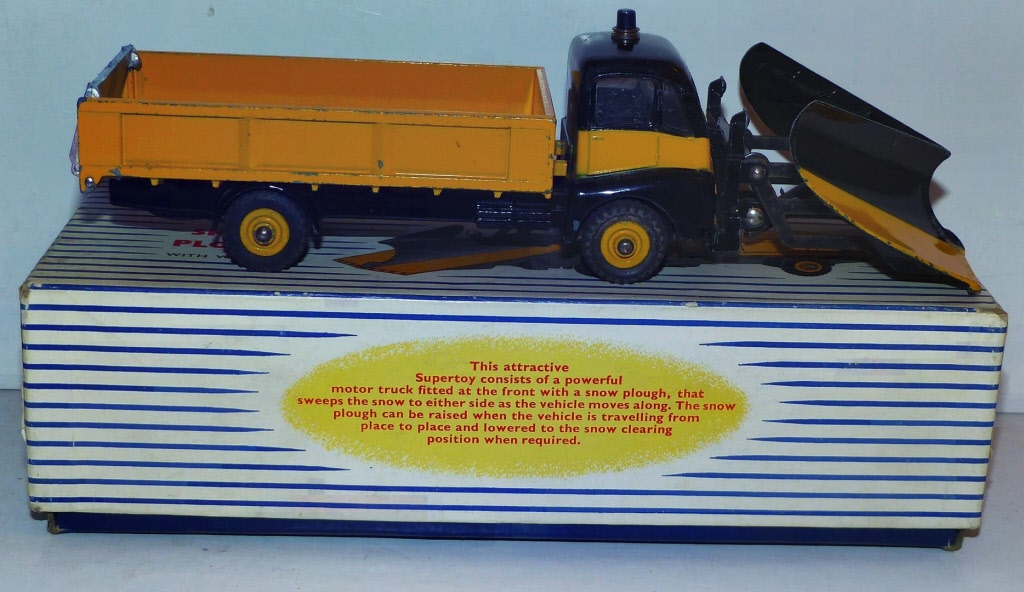 PLO
WITH W
This attractive
Supertoy consists of a powerful
motor truck fitted at the front with a snow plough, that
sweeps the snow to either side as the vehicle moves along. The snow
plough can be raised when the vehicle is travelling from
place to place and lowered to the snow clearing
position when required.